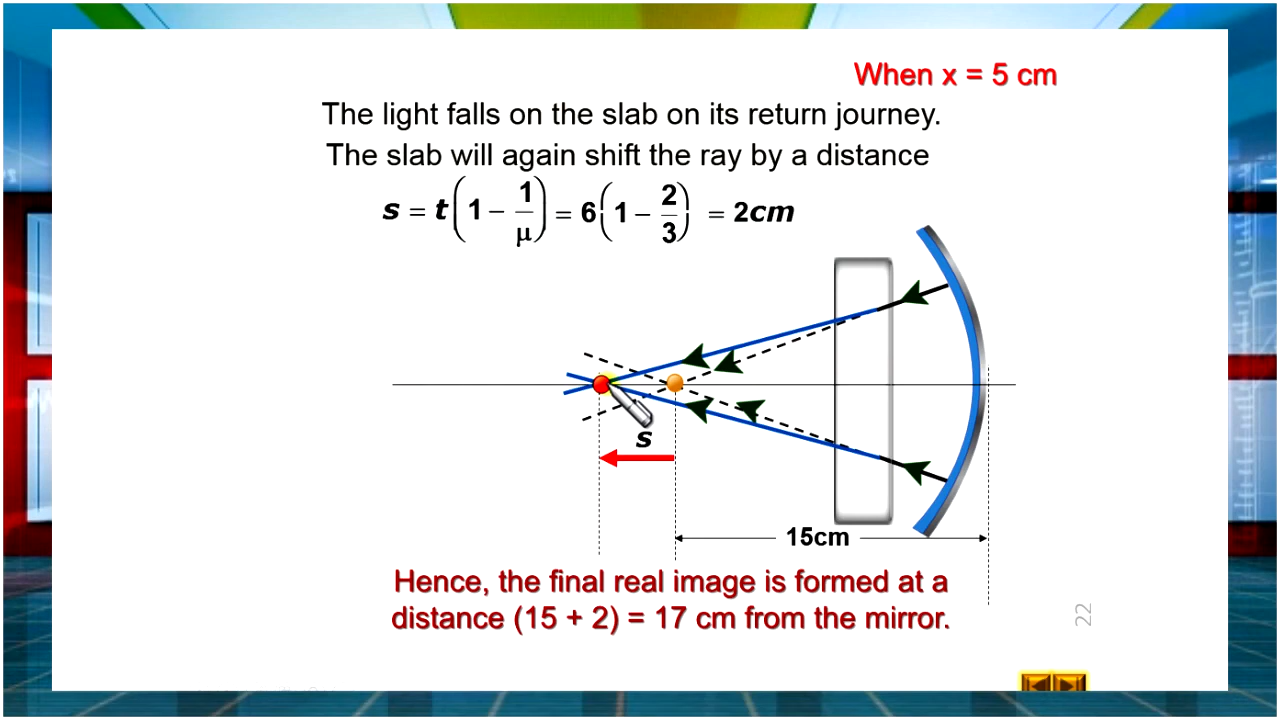 When x = 5 cm
The light falls on the slab on its return journey.
The slab will again shift the ray by a distance
s = t(1 − 1/μ) = 6(1 − 2/3) = 2cm
s
15cm
Hence, the final real image is formed at a
distance (15 + 2) = 17 cm from the mirror.
22